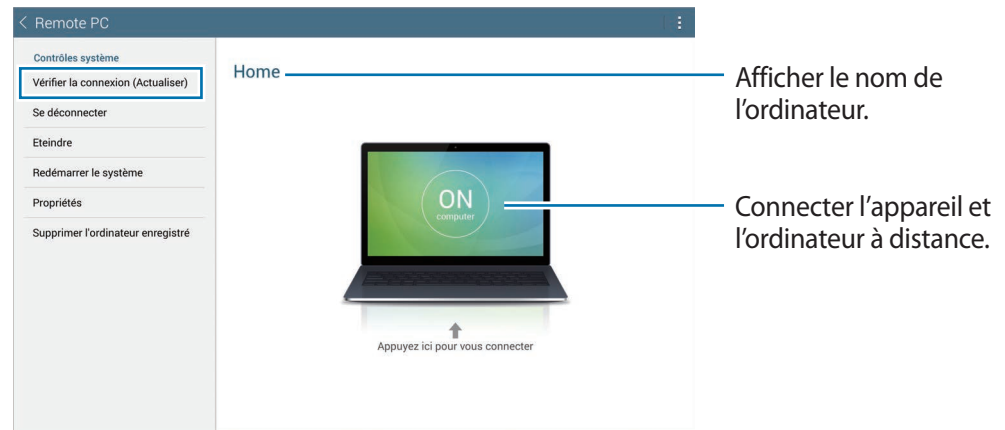 Remote PC
Contrôles système
Vérifier la connexion (Actualiser)
Se déconnecter
Eteindre
Redémarrer le système
Propriétés
Supprimer l'ordinateur enregistré
Home
ON
computer
Appuyez ici pour vous connecter
Afficher le nom de
l’ordinateur.
Connecter l’appareil et
l’ordinateur à distance.